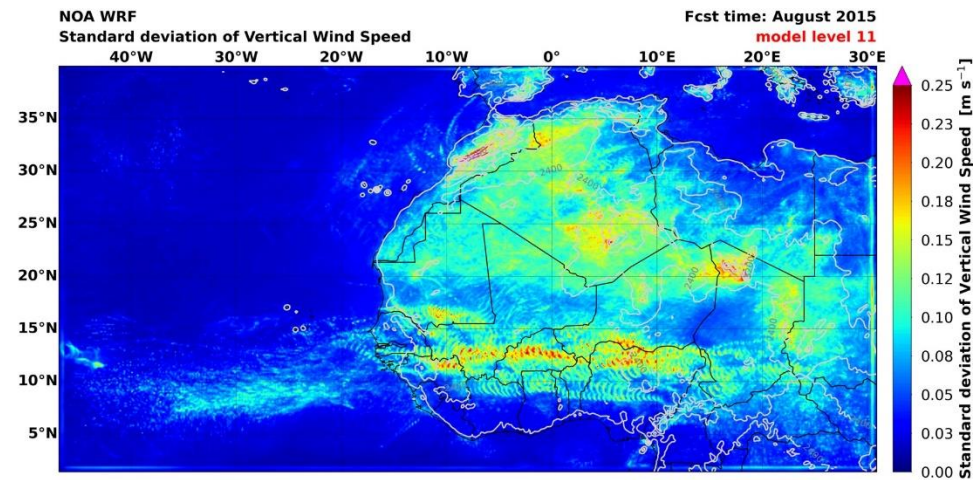 NOA WRF
Fcst time: August 2015
Standard deviation of Vertical Wind Speed
model level 11
40°W 30°W 20°W 10°W 0° 10°E 20°E 30°E
35°N
30°N
25°N
20°N
15°N
10°N
5°N
2400
2400
2400
0.25
0.23
0.20
0.18
0.15
0.13
0.10
0.08
0.05
0.03
0.00
Standard deviation of Vertical Wind Speed [m s⁻¹]